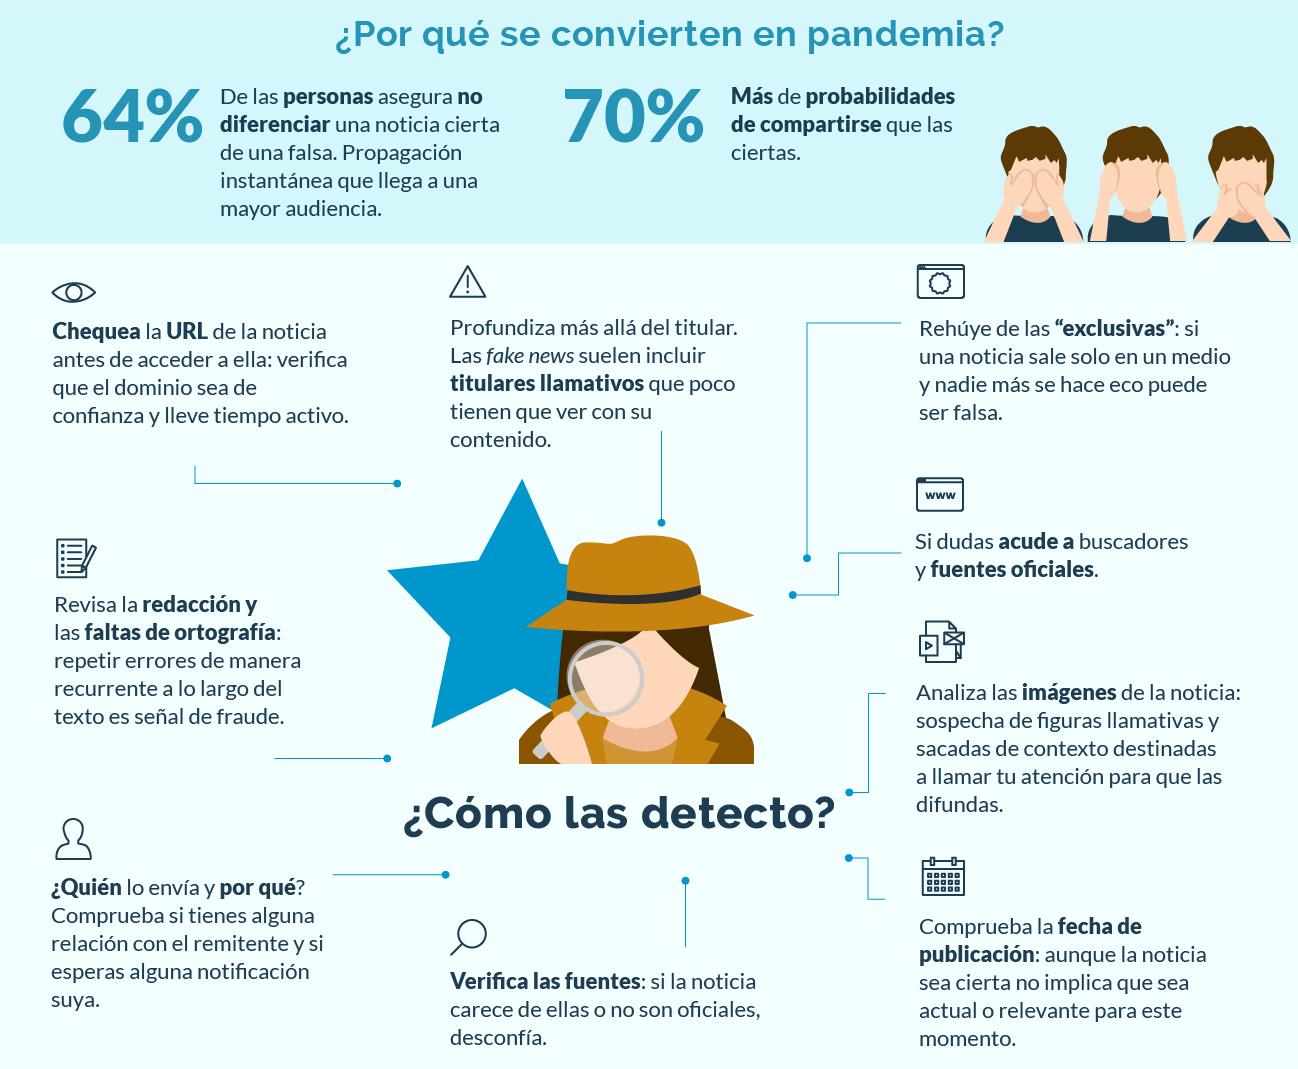 ¿Por qué se convierten en pandemia?
64%
De las personas asegura no
diferenciar una noticia cierta
de una falsa. Propagación
instantánea que llega a una
mayor audiencia.
70%
Más de probabilidades
de compartirse que las
ciertas.
Chequea la URL de la noticia
antes de acceder a ella: verifica
que el dominio sea de
confianza y lleve tiempo activo.
Profundiza más allá del titular.
Las fake news suelen incluir
titulares llamativos que poco
tienen que ver con su
contenido.
Rehúye de las “exclusivas”: si
una noticia sale solo en un medio
y nadie más se hace eco puede
ser falsa.
www
Si dudas acude a buscadores
y fuentes oficiales.
Revisa la redacción y
las faltas de ortografía:
repetir errores de manera
recurrente a lo largo del
texto es señal de fraude.
Analiza las imágenes de la noticia:
sospecha de figuras llamativas y
sacadas de contexto destinadas
a llamar tu atención para que las
difundas.
¿Cómo las detecto?
¿Quién lo envía y por qué?
Comprueba si tienes alguna
relación con el remitente y si
esperas alguna notificación
suya.
Verifica las fuentes: si la noticia
carece de ellas o no son oficiales,
desconfía.
Comprueba la fecha de
publicación: aunque la noticia
sea cierta no implica que sea
actual o relevante para este
momento.